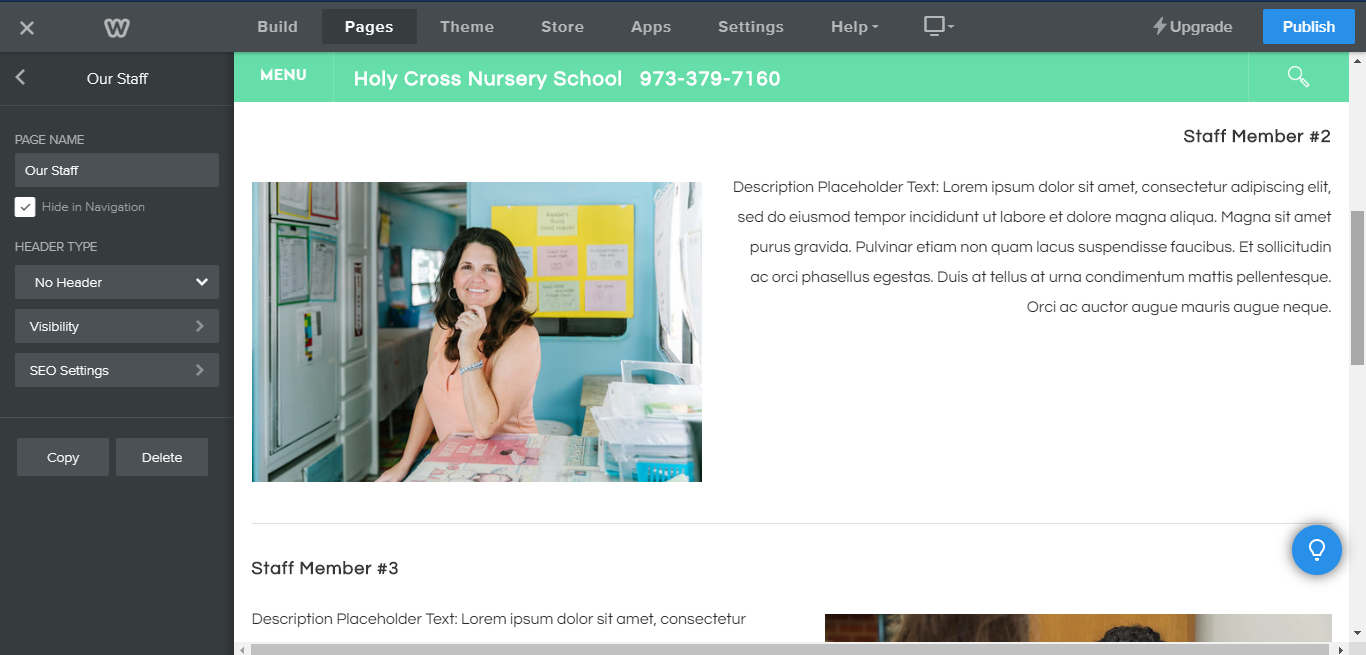 Build
Pages
Theme
Store
Apps
Settings
Help
Upgrade
Publish
Our Staff
PAGE NAME
Our Staff
Hide in Navigation
HEADER TYPE
No Header
Visibility
SEO Settings
Copy
Delete
MENU
Holy Cross Nursery School 973-379-7160
Staff Member #2
Description Placeholder Text: Lorem ipsum dolor sit amet, consectetur adipiscing elit,
sed do eiusmod tempor incididunt ut labore et dolore magna aliqua. Magna sit amet
purus gravida. Pulvinar etiam non quam lacus suspendisse faucibus. Et sollicitudin
ac orci phasellus egestas. Duis at tellus at urna condimentum mattis pellentesque.
Orci ac auctor augue mauris augue neque.
Staff Member #3
Description Placeholder Text: Lorem ipsum dolor sit amet, consectetur